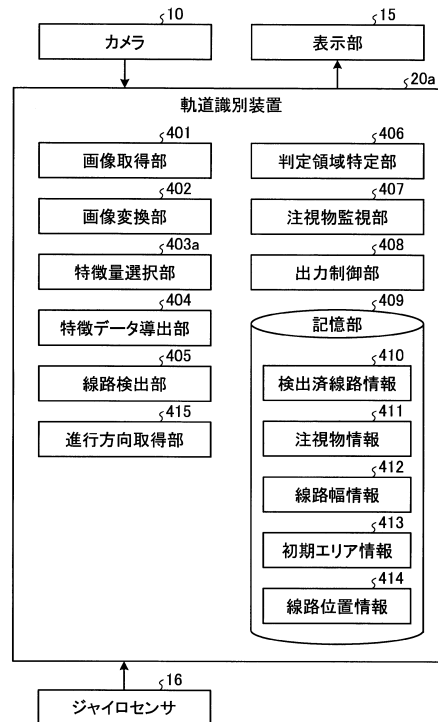 10
カメラ
15
表示部
20a
軌道識別装置
401
画像取得部
402
画像変換部
403a
特徴量選択部
404
特徴データ導出部
405
線路検出部
415
進行方向取得部
406
判定領域特定部
407
注視物監視部
408
出力制御部
409
記憶部
410
検出済線路情報
411
注視物情報
412
線路幅情報
413
初期エリア情報
414
線路位置情報
16
ジャイロセンサ